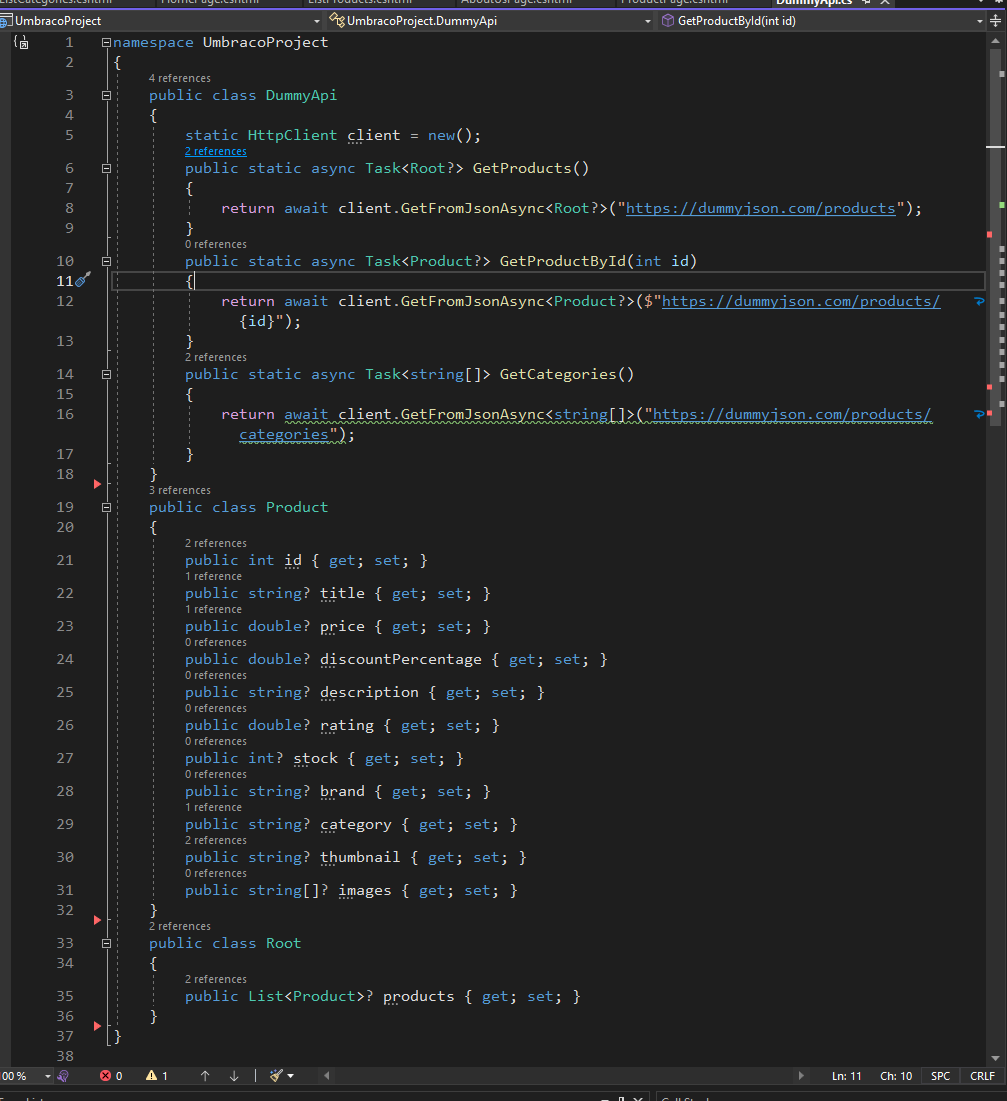 HomePage.cshtml ListProducts.cshtml AboutUsPage.cshtml ProductPage.cshtml DummyApi.cs
UmbracoProject UmbracoProject.DummyApi GetProductById(int id)
1 namespace UmbracoProject
2 {
4 references
3 public class DummyApi
4 {
5 static HttpClient client = new();
2 references
6 public static async Task<Root?> GetProducts()
7 {
8 return await client.GetFromJsonAsync<Root?>("https://dummyjson.com/products");
9 }
0 references
10 public static async Task<Product?> GetProductById(int id)
11 {
12 return await client.GetFromJsonAsync<Product?>($"https://dummyjson.com/products/
{id}");
13 }
2 references
14 public static async Task<string[]> GetCategories()
15 {
16 return await client.GetFromJsonAsync<string[]>("https://dummyjson.com/products/
categories");
17 }
18 }
3 references
19 public class Product
20 {
2 references
21 public int id { get; set; }
1 reference
22 public string? title { get; set; }
1 reference
23 public double? price { get; set; }
0 references
24 public double? discountPercentage { get; set; }
0 references
25 public string? description { get; set; }
0 references
26 public double? rating { get; set; }
0 references
27 public int? stock { get; set; }
0 references
28 public string? brand { get; set; }
1 reference
29 public string? category { get; set; }
2 references
30 public string? thumbnail { get; set; }
0 references
31 public string[]? images { get; set; }
32 }
2 references
33 public class Root
34 {
2 references
35 public List<Product>? products { get; set; }
36 }
37 }
38
00 % 0 1 Ln: 11 Ch: 10 SPC CRLF